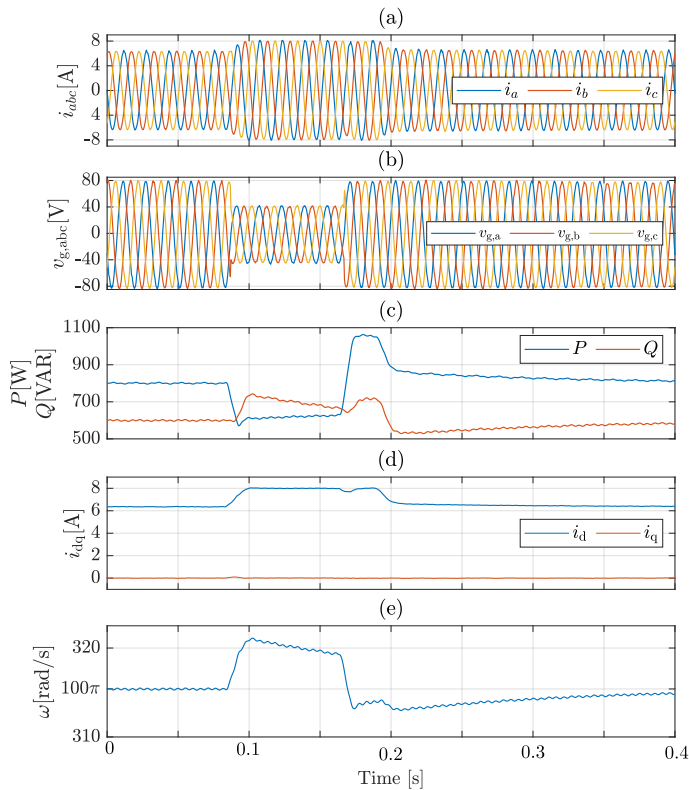 (a)
i_abc[A]
8
4
0
-4
-8
i_a i_b i_c
(b)
v_g,abc[V]
80
40
0
-40
-80
v_g,a v_g,b v_g,c
(c)
P[W]
Q[VAR]
1100
900
700
500
P Q
(d)
i_dq[A]
8
6
4
2
0
i_d i_q
(e)
ω[rad/s]
320
100π
310
0 0.1 0.2 0.3 0.4
Time [s]